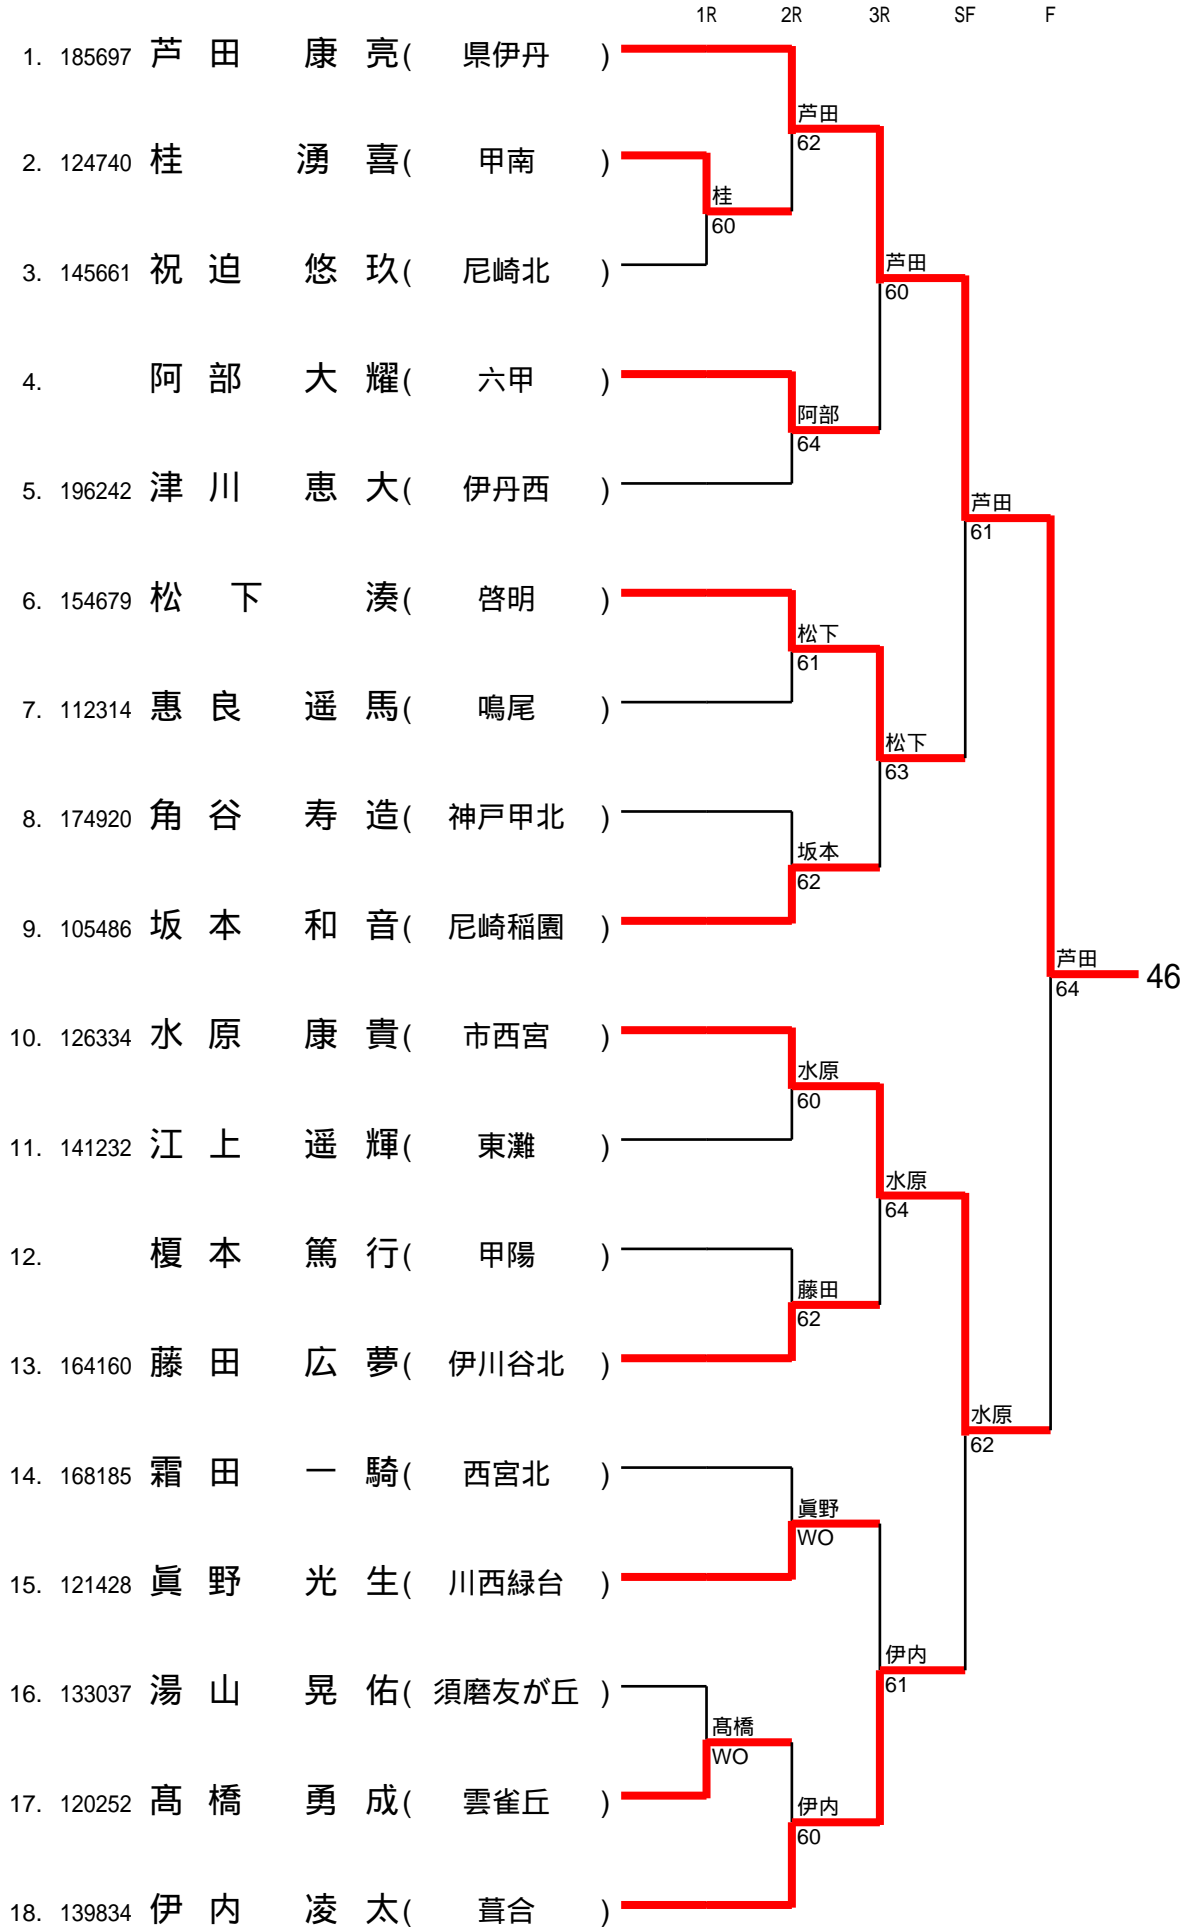 1R 2R 3R SF F
1. 185697 芦田 康亮( 県伊丹 )
芦田
62
2. 124740 桂 湧喜( 甲南 )
桂
60
3. 145661 祝迫 悠玖( 尼崎北 )
芦田
60
4. 阿部 大耀( 六甲 )
阿部
64
5. 196242 津川 恵大( 伊丹西 )
芦田
61
6. 154679 松下 湊( 啓明 )
松下
61
7. 112314 惠良 遥馬( 鳴尾 )
松下
63
8. 174920 角谷 寿造( 神戸甲北 )
坂本
62
9. 105486 坂本 和音( 尼崎稲園 )
芦田
64
46
10. 126334 水原 康貴( 市西宮 )
水原
60
11. 141232 江上 遥輝( 東灘 )
水原
64
12. 榎本 篤行( 甲陽 )
藤田
62
13. 164160 藤田 広夢( 伊川谷北 )
水原
62
14. 168185 霜田 一騎( 西宮北 )
眞野
WO
15. 121428 眞野 光生( 川西緑台 )
伊内
61
16. 133037 湯山 晃佑( 須磨友が丘 )
髙橋
WO
17. 120252 髙橋 勇成( 雲雀丘 )
伊内
60
18. 139834 伊内 凌太( 葺合 )